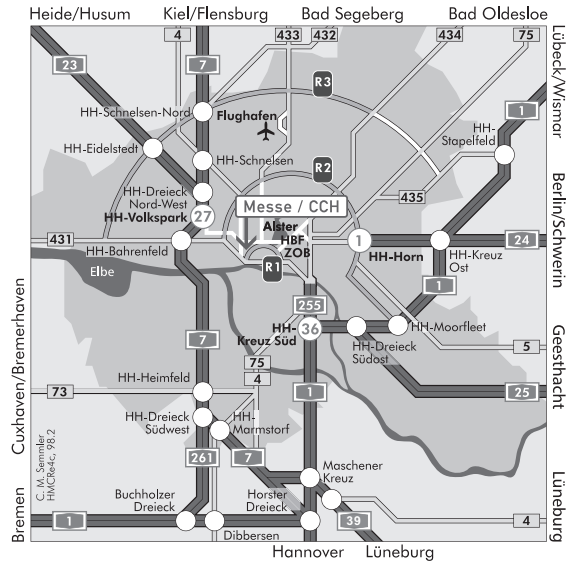 Heide/Husum
Kiel/Flensburg
Bad Segeberg
Bad Oldesloe
4
433
432
434
75
Lübeck/Wismar
23
7
R3
1
HH-Schnelsen-Nord
Flughafen
HH-
Stapelfeld
HH-Eidelstedt
HH-Schnelsen
R2
HH-Dreieck
Nord-West
435
HH-Volkspark
27
Messe / CCH
Berlin/Schwerin
431
Alster
HBF
ZOB
1
24
HH-Bahrenfeld
HH-Horn
HH-Kreuz
Ost
Elbe
R1
1
255
HH-
Kreuz Süd
36
HH-Moorfleet
Geesthacht
7
HH-Dreieck
Südost
5
75
4
HH-Heimfeld
Cuxhaven/Bremerhaven
73
1
25
HH-Dreieck
Südwest
HH-
Marmstorf
C. M. Semmler
HMCRe4c, 98.2
261
7
Maschener
Kreuz
Buchholzer
Dreieck
Horster
Dreieck
Lüneburg
Bremen
1
39
4
Dibbersen
Hannover
Lüneburg